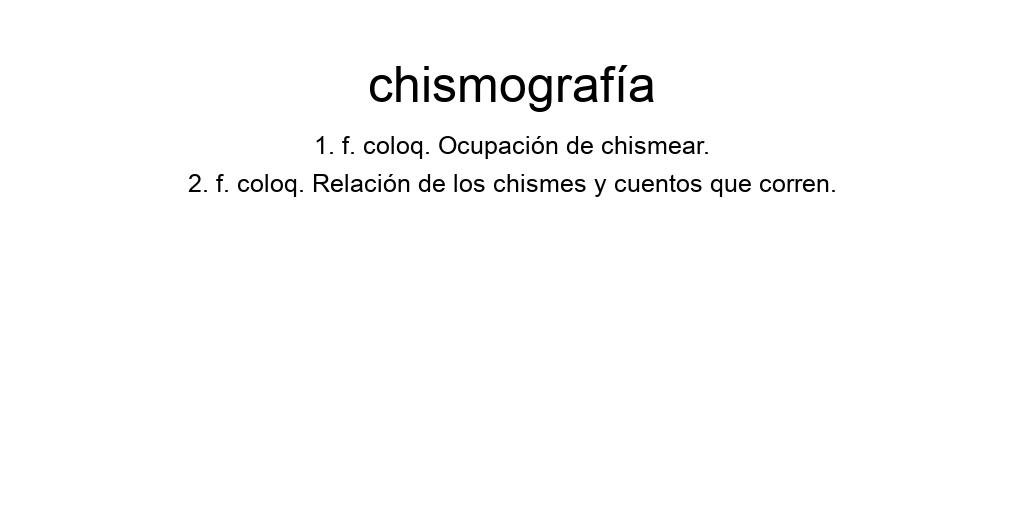 chismografía
1. f. coloq. Ocupación de chismear.
2. f. coloq. Relación de los chismes y cuentos que corren.